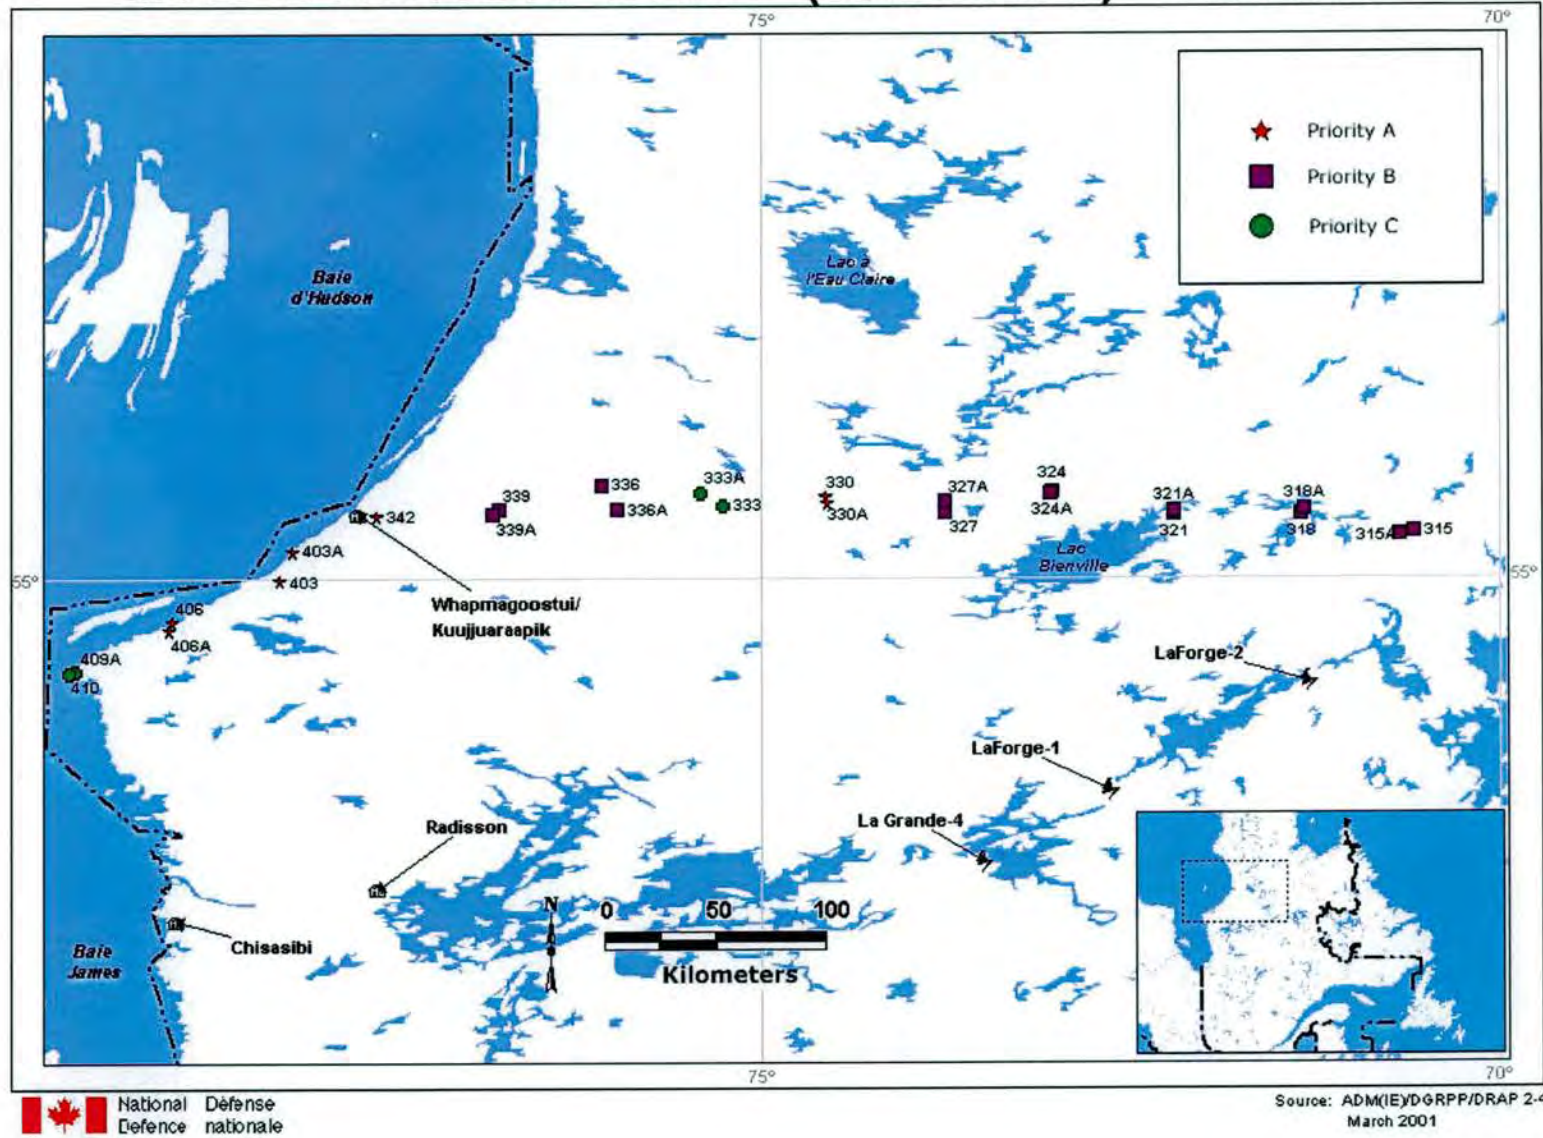 75°
70°
Priority A
Priority B
Priority C
Baie
d'Hudson
Lac à
l'Eau Claire
336
333A
330
327A
324
321A
318A
339
342
339A
336A
333
330A
327
324A
321
318
315A
315
403A
Lac
Bienville
55°
403
55°
406
406A
Whapmagoostui/
Kuujjuaraapik
409A
410
LaForge-2
LaForge-1
La Grande-4
Radisson
N
0 50 100
Kilometers
Chisasibi
Baie
James
75°
70°
National Défense
Defence nationale
Source: ADM(IE)/DGRPP/DRAP 2-4
March 2001